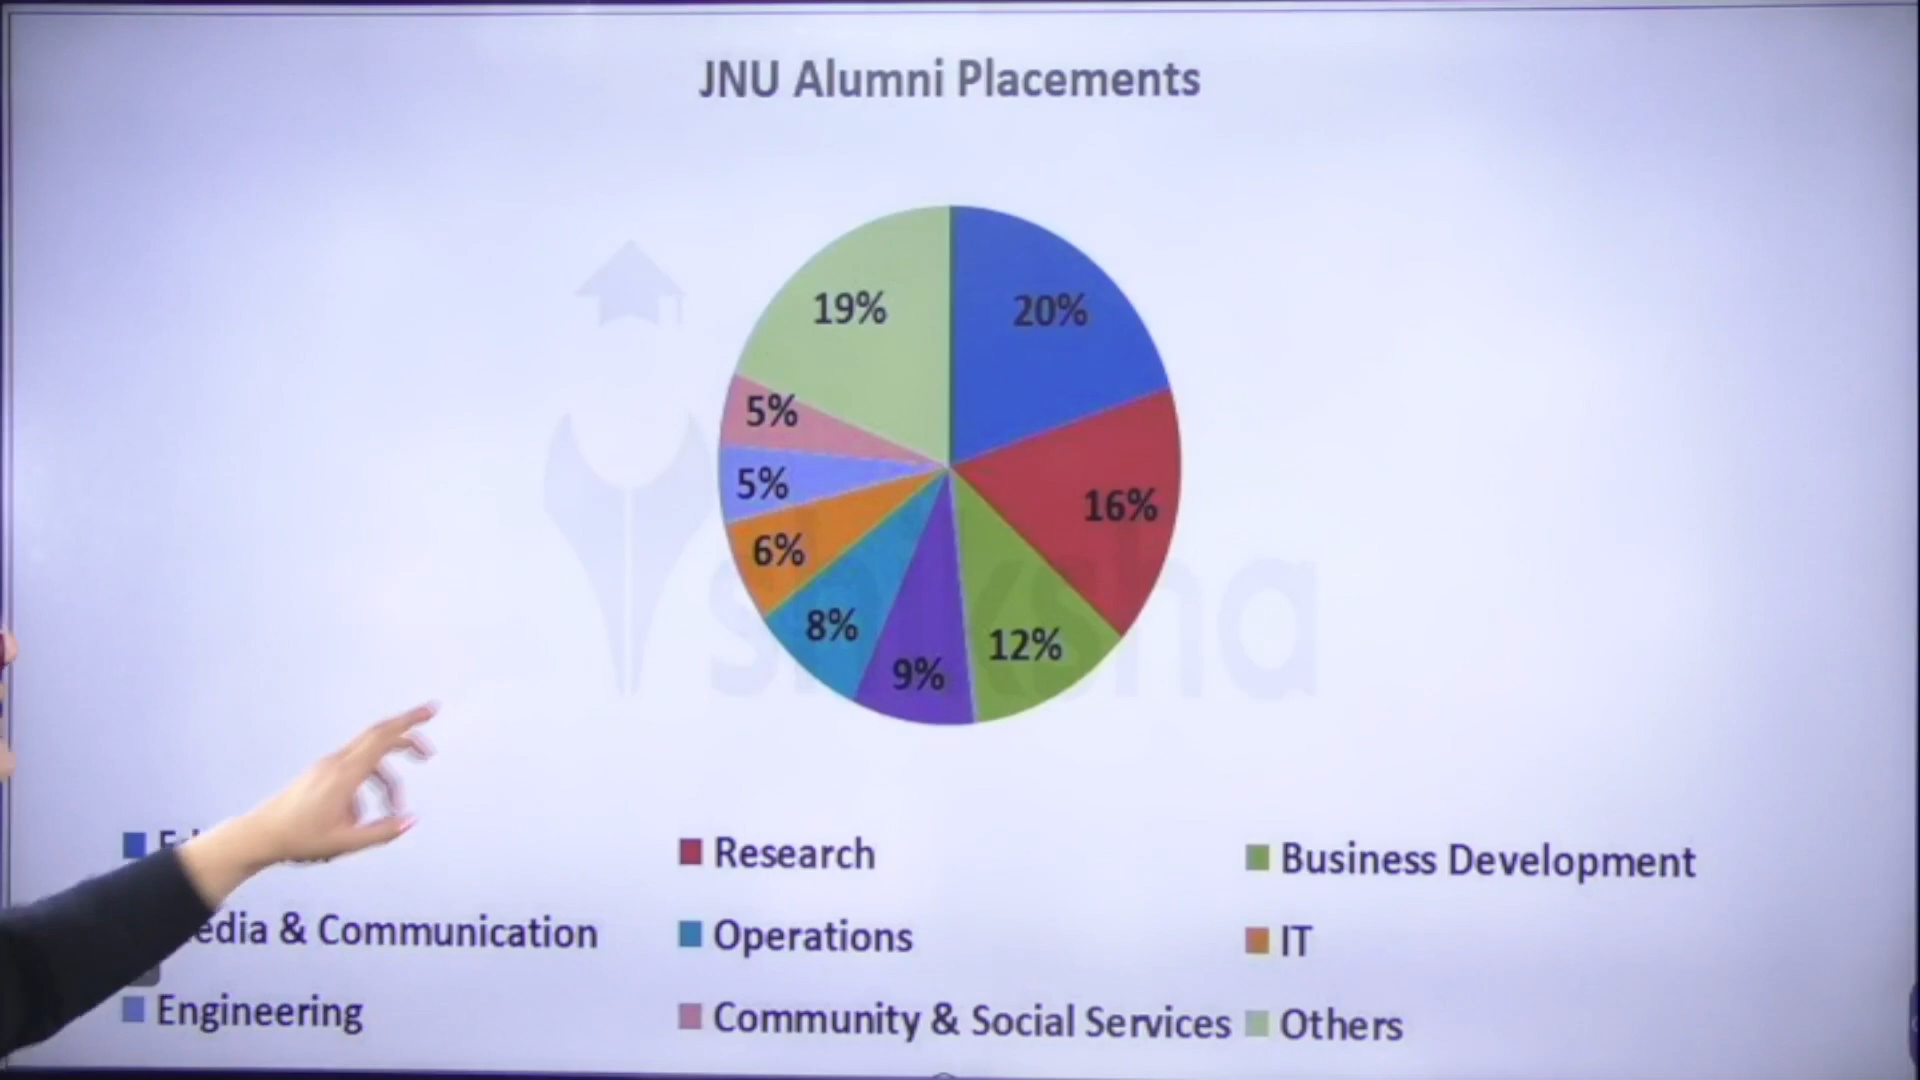 JNU Alumni Placements
19%
20%
5%
5%
16%
6%
8%
12%
9%
shiksha
Research
Business Development
& Communication
Operations
IT
Engineering
Community & Social Services
Others